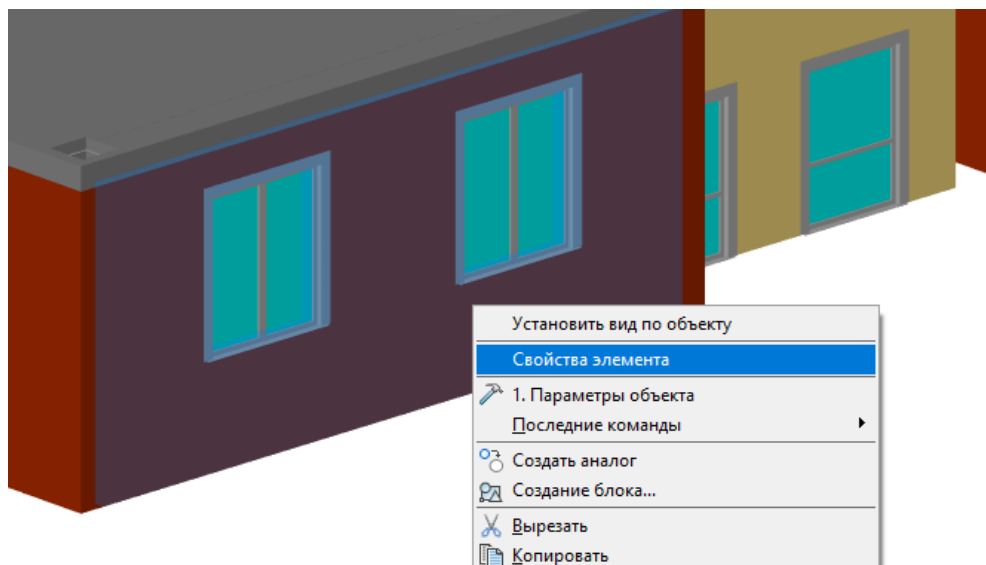 Установить вид по объекту
Свойства элемента
1. Параметры объекта
Последние команды
Создать аналог
Создание блока...
Вырезать
Копировать